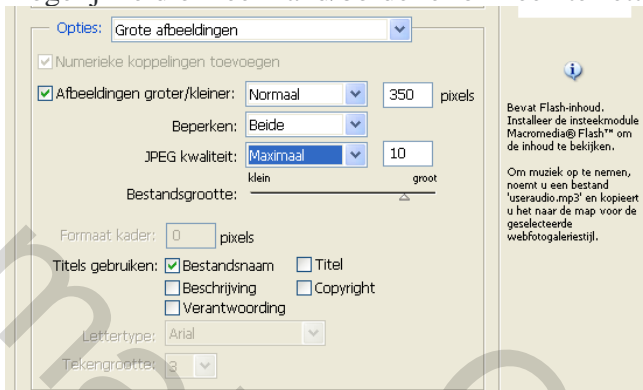 Opties: Grote afbeeldingen
Numerieke koppelingen toevoegen
Afbeeldingen groter/kleiner: Normaal 350 pixels
Beperken: Beide
JPEG kwaliteit: Maximaal 10
klein groot
Bestandsgrootte:
Formaat kader: 0 pixels
Titels gebruiken: Bestandsnaam Titel
Beschrijving Copyright
Verantwoording
Lettertype: Arial
Tekengrootte: 3
Bevat Flash-inhoud.
Installeer de insteekmodule
Macromedia® Flash™ om
de inhoud te bekijken.
Om muziek op te nemen,
noemt u een bestand
'useraudio.mp3' en kopieert
u het naar de map voor de
geselecteerde
webfotogaleriestijl.